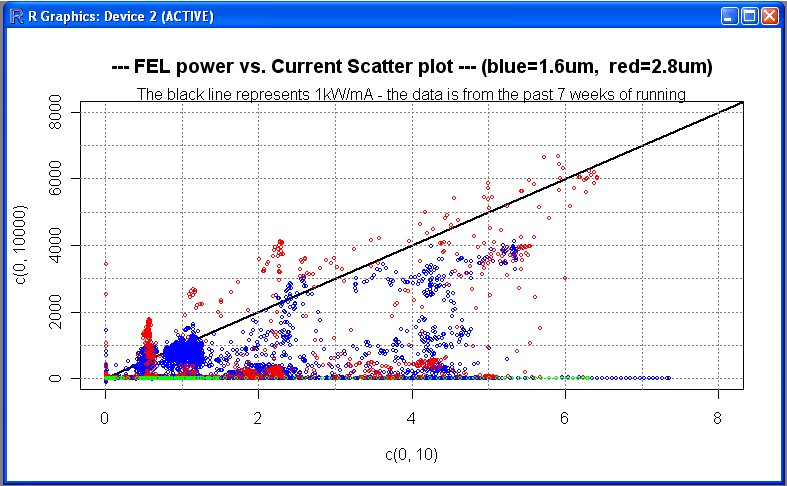 R Graphics: Device 2 (ACTIVE)
--- FEL power vs. Current Scatter plot --- (blue=1.6um, red=2.8um)
The black line represents 1kW/mA - the data is from the past 7 weeks of running
c(0, 10000)
8000
6000
4000
2000
0
0 2 4 6 8
c(0, 10)